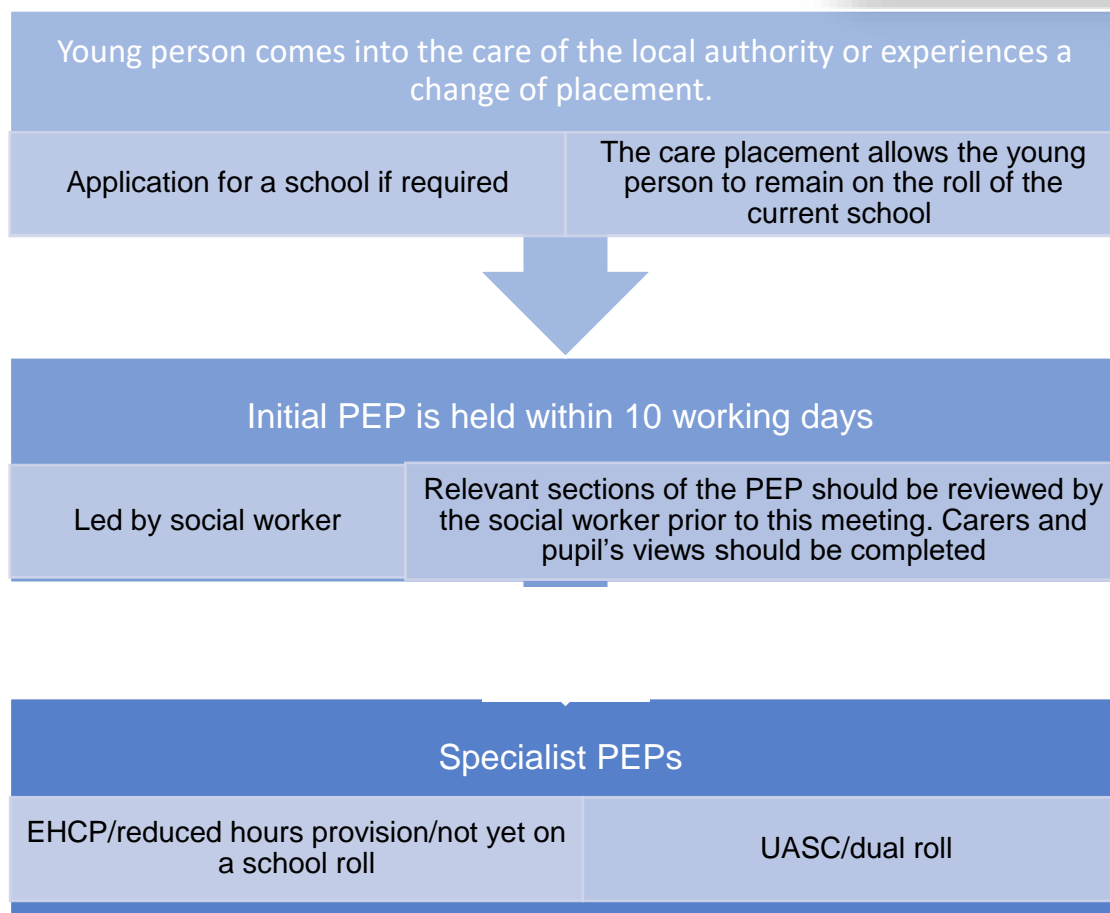 Young person comes into the care of the local authority or experiences a
change of placement.
Application for a school if required
The care placement allows the young
person to remain on the roll of the
current school
Initial PEP is held within 10 working days
Led by social worker
Relevant sections of the PEP should be reviewed by
the social worker prior to this meeting. Carers and
pupil’s views should be completed
Specialist PEPs
EHCP/reduced hours provision/not yet on
a school roll
UASC/dual roll